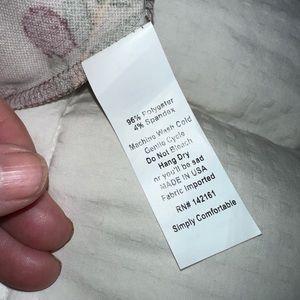 96% Polyester
4% Spandex
Machine Wash Cold
Gentle Cycle
Do Not Bleach
Hang Dry
or you'll be sad
MADE IN USA
Fabric Imported
RN# 142161
Simply Comfortable